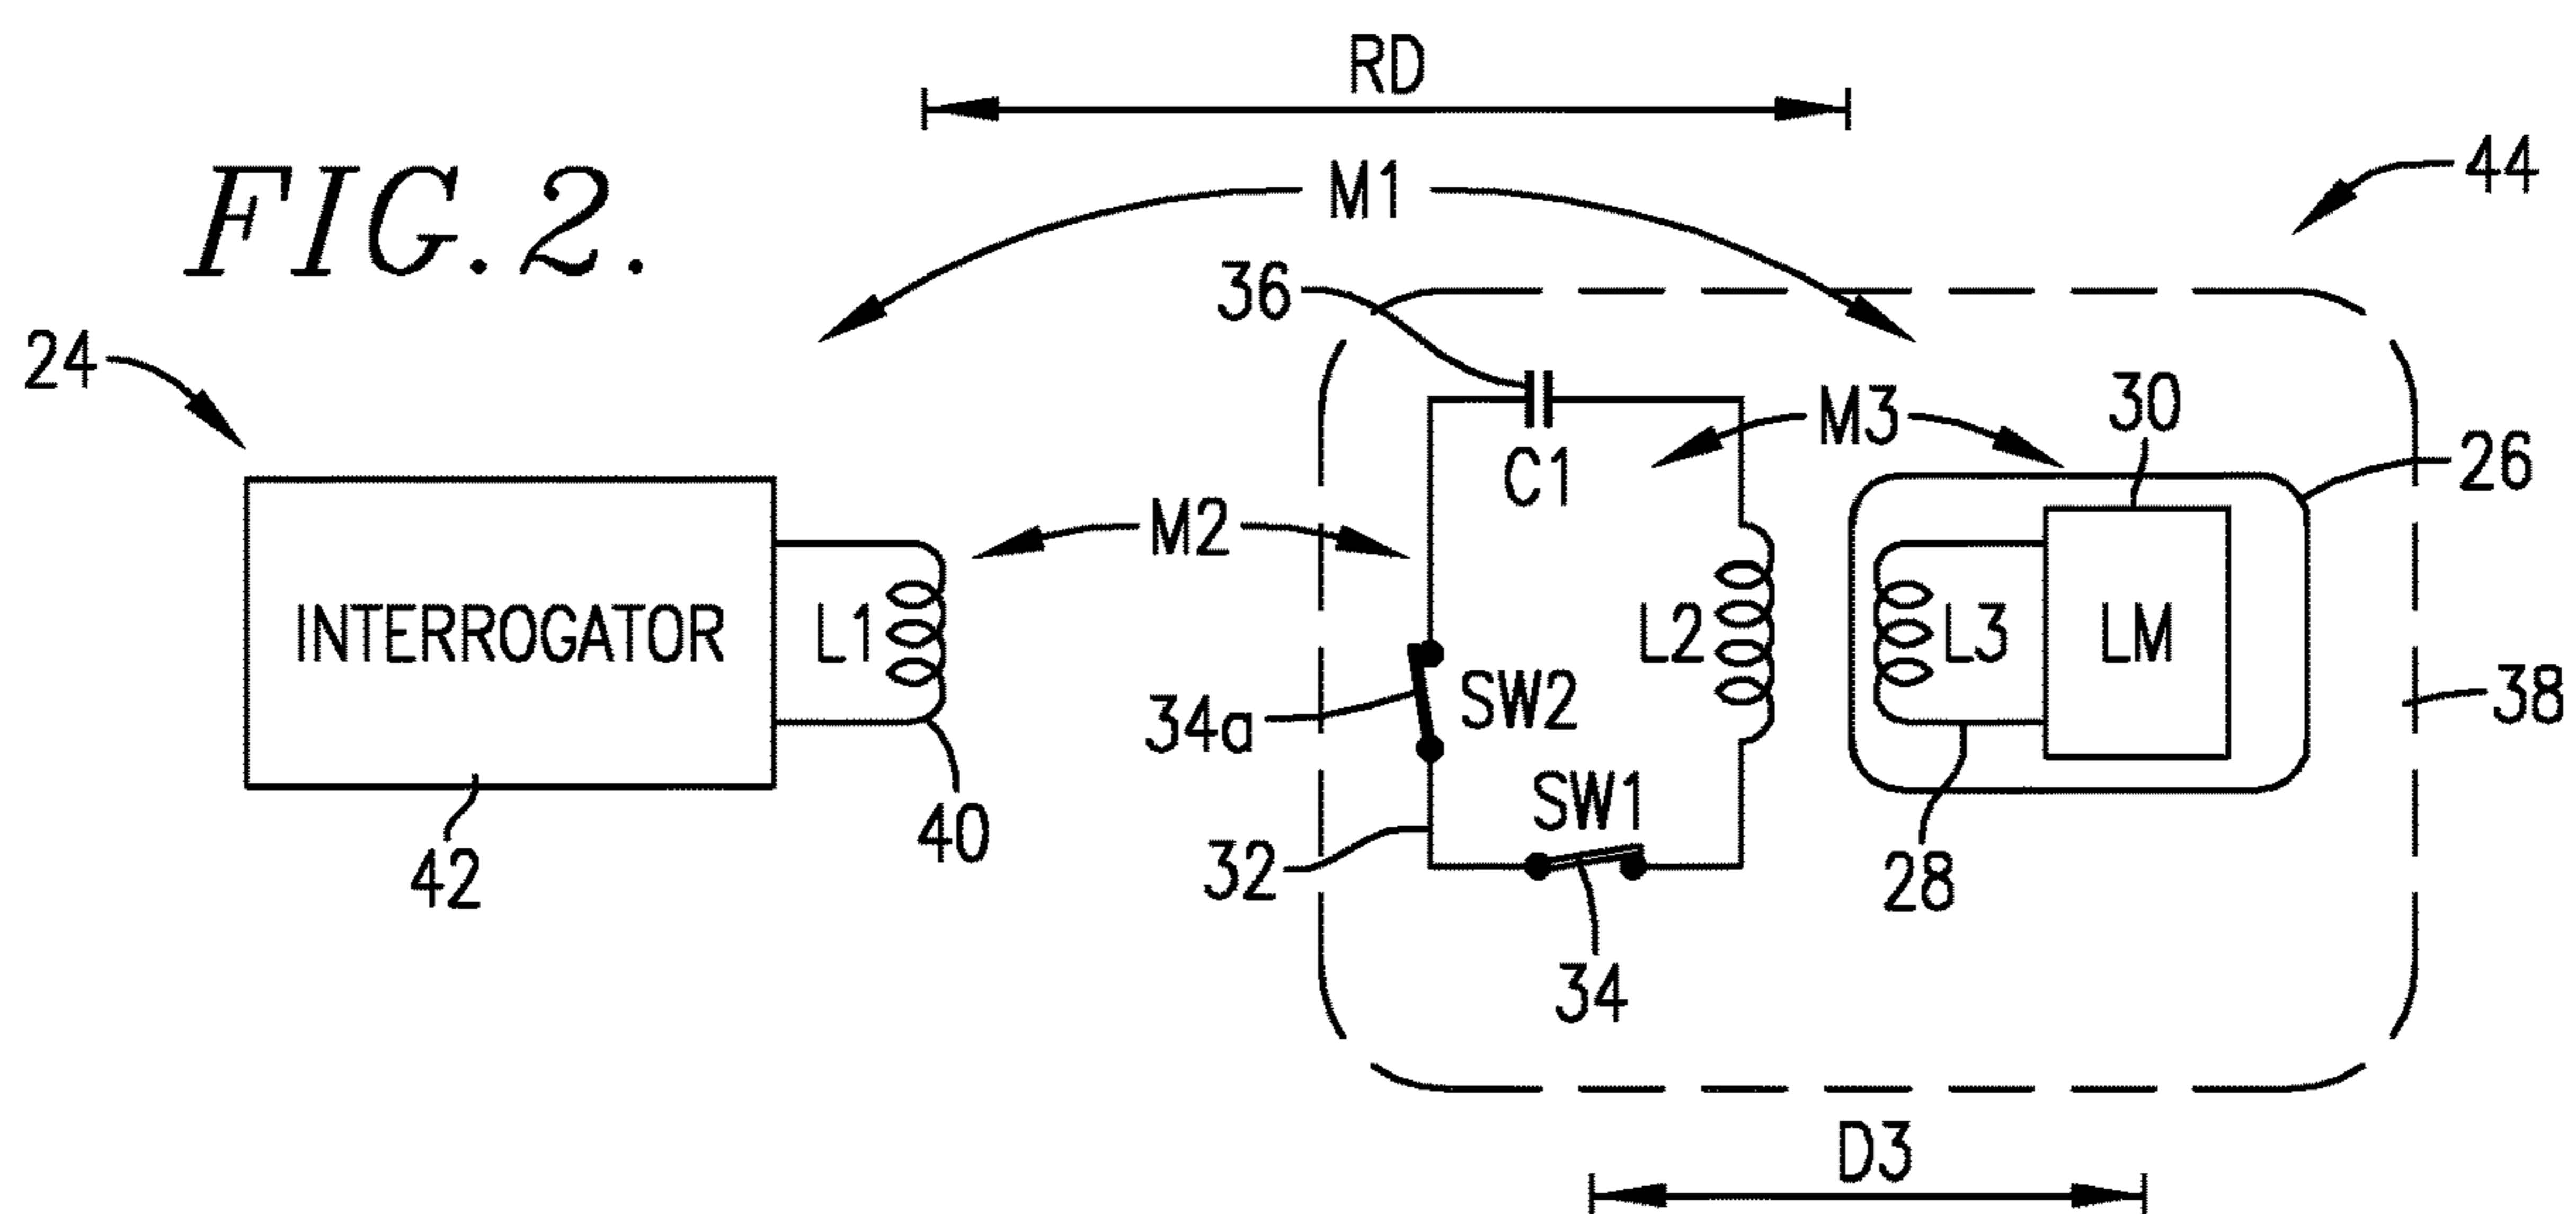 RD
FIG. 2.
M1
44
36
24
M3
30
C1
26
M2
INTERROGATOR
L1
L2
L3
LM
34a
SW2
38
SW1
40
32
42
28
34
D3